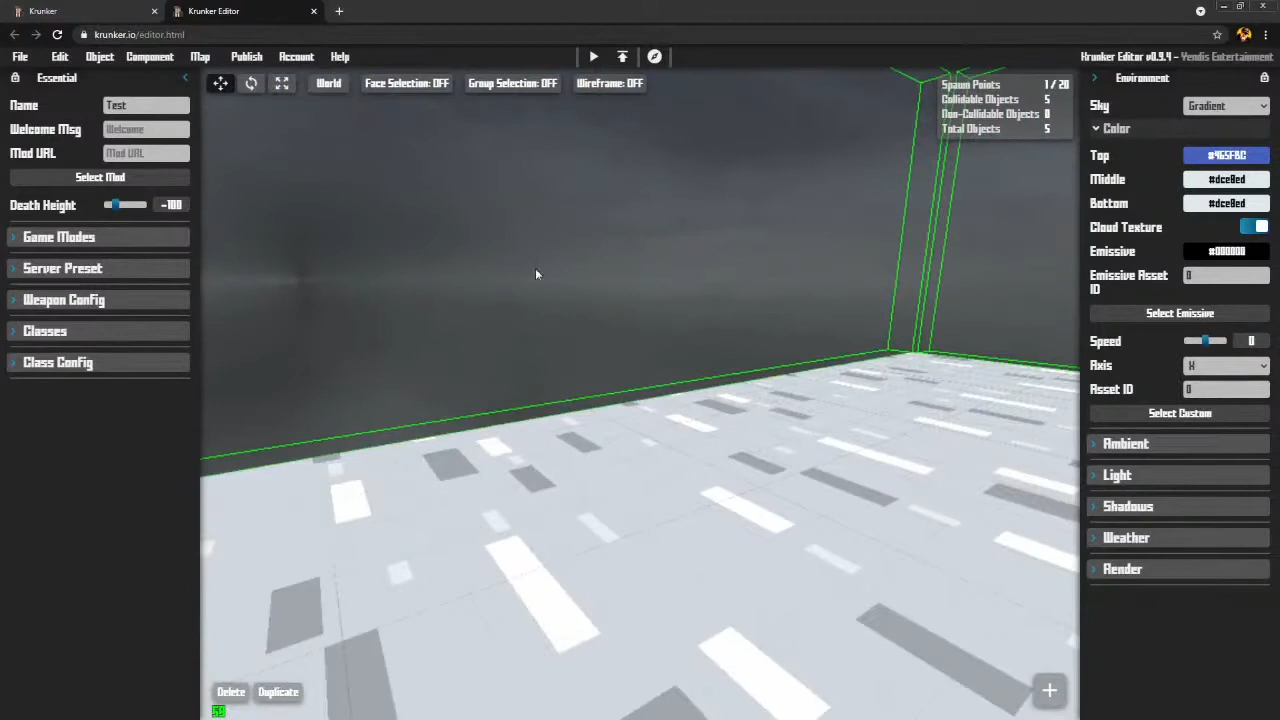 Krunker
Krunker Editor
krunker.io/editor.html
File Edit Object Component Map Publish Account Help
Krunker Editor v0.9.4 - Yendis Entertainment
Essential
World
Face Selection: OFF
Group Selection: OFF
Wireframe: OFF
Name Test
Welcome Msg Welcome
Mod URL Mod URL
Select Mod
Death Height -100
Game Modes
Server Preset
Weapon Config
Classes
Class Config
Spawn Points 1/20
Collidable Objects 5
Non-Collidable Objects 0
Total Objects 5
Delete
Duplicate
Environment
Sky Gradient
Color
Top #465FBC
Middle #dce8ed
Bottom #dce8ed
Cloud Texture
Emissive #000000
Emissive Asset ID 0
Select Emissive
Speed 0
Axis X
Asset ID 0
Select Custom
Ambient
Light
Shadows
Weather
Render